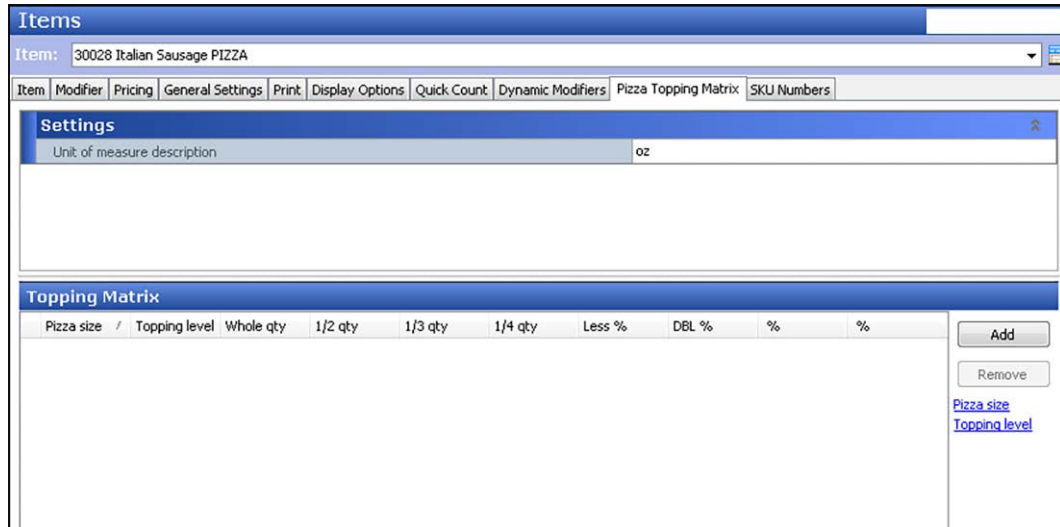 Items
Item: 30028 Italian Sausage PIZZA
Item Modifier Pricing General Settings Print Display Options Quick Count Dynamic Modifiers Pizza Topping Matrix SKU Numbers
Settings
Unit of measure description oz
Topping Matrix
Pizza size / Topping level Whole qty 1/2 qty 1/3 qty 1/4 qty Less % DBL % % %
Add
Remove
Pizza size
Topping level